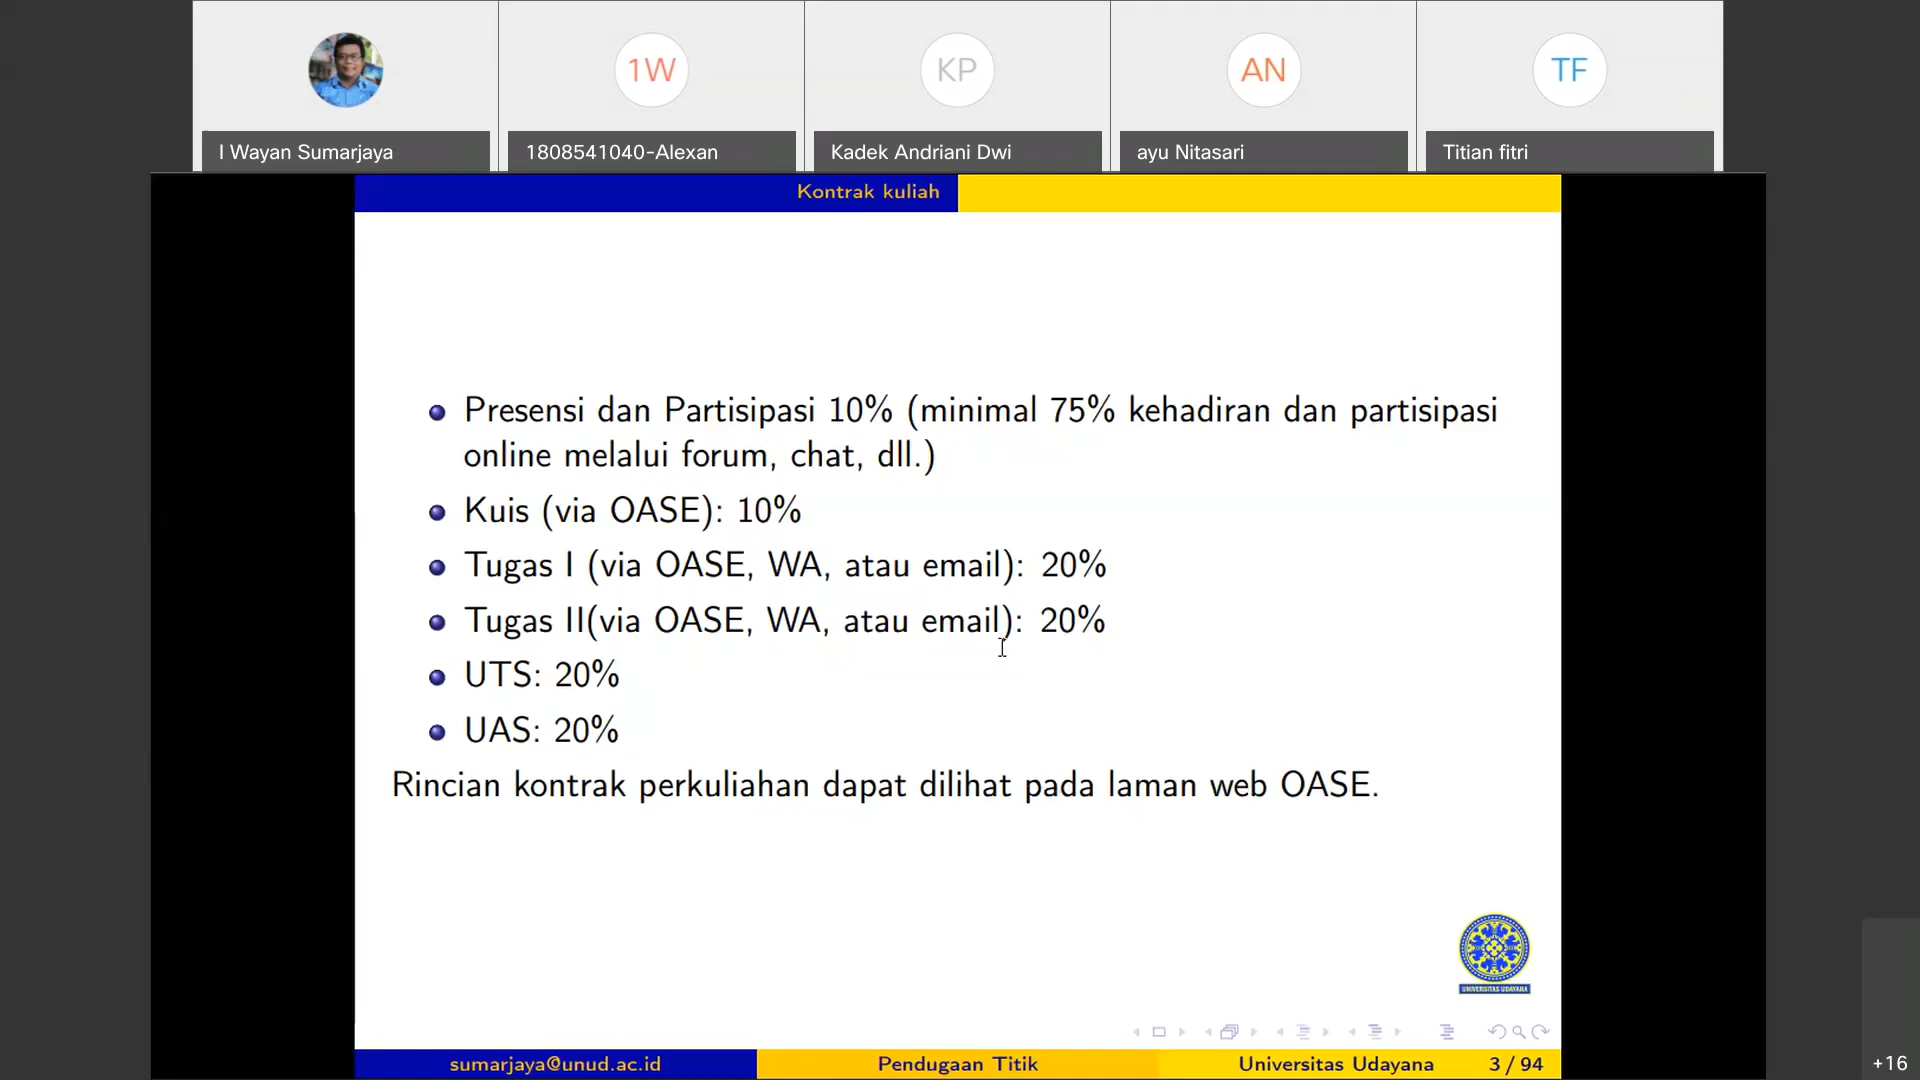 1W
KP
AN
TF
I Wayan Sumarjaya
1808541040-Alexan
Kadek Andriani Dwi
ayu Nitasari
Titian fitri
Kontrak kuliah
Presensi dan Partisipasi 10% (minimal 75% kehadiran dan partisipasi
online melalui forum, chat, dll.)
Kuis (via OASE): 10%
Tugas I (via OASE, WA, atau email): 20%
Tugas II(via OASE, WA, atau email): 20%
UTS: 20%
UAS: 20%
Rincian kontrak perkuliahan dapat dilihat pada laman web OASE.
UNIVERSITAS UDAYANA
sumarjaya@unud.ac.id
Pendugaan Titik
Universitas Udayana
3 / 94
+16